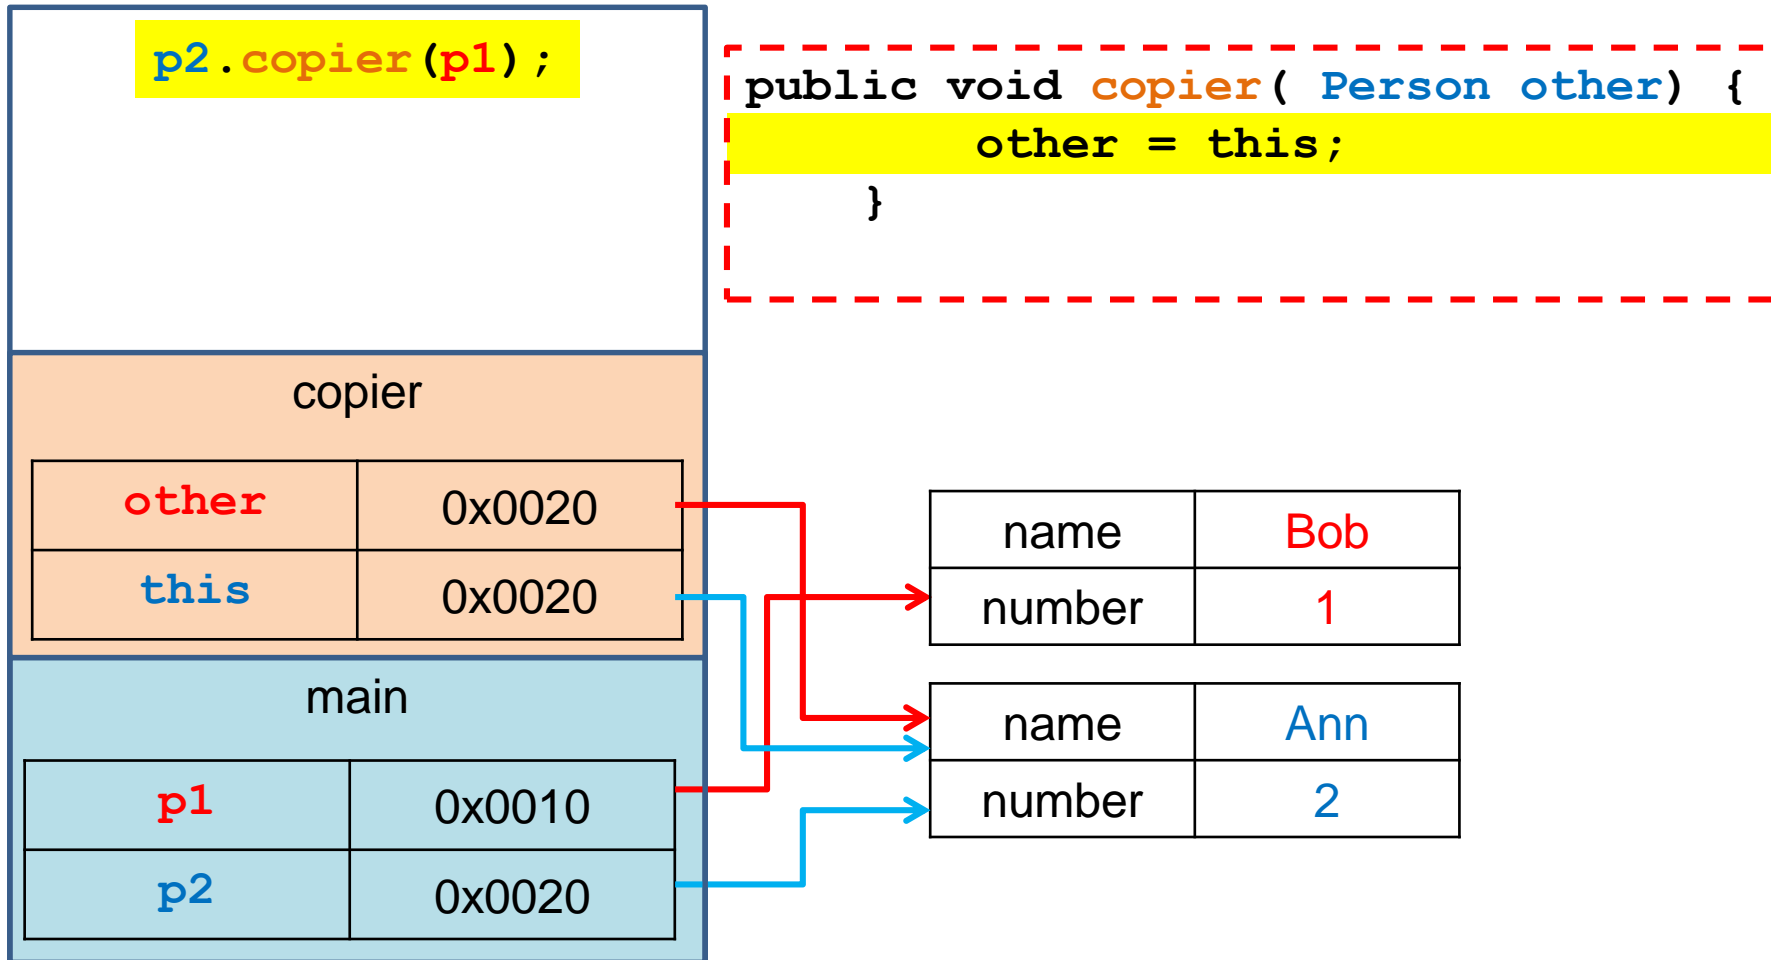 p2.copier(p1);
public void copier( Person other) {
other = this;
}
copier
other 0x0020
this 0x0020
main
p1 0x0010
p2 0x0020
name Bob
number 1
name Ann
number 2